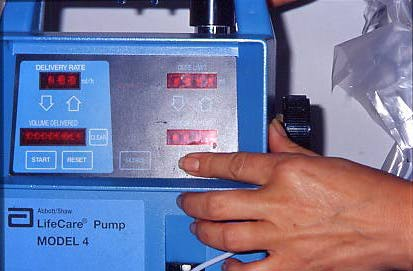 DELIVERY RATE
ml/h
DOSE LIMIT
VOLUME DELIVERED
CLEAR
START
RESET
Abbott/Shaw
LifeCare® Pump
MODEL 4